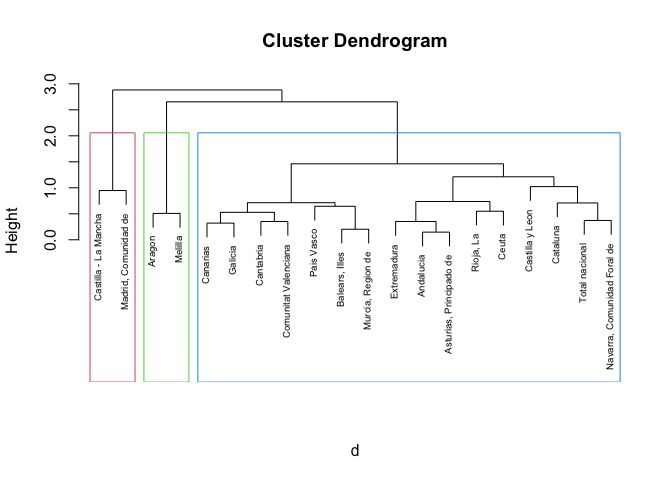 Cluster Dendrogram
Height
3.0
2.0
1.0
0.0
Castilla - La Mancha
Madrid, Comunidad de
Aragon
Melilla
Canarias
Galicia
Cantabria
Comunitat Valenciana
Pais Vasco
Balears, Illes
Murcia, Region de
Extremadura
Andalucia
Asturias, Principado de
Rioja, La
Ceuta
Castilla y Leon
Cataluna
Total nacional
Navarra, Comunidad Foral de
d